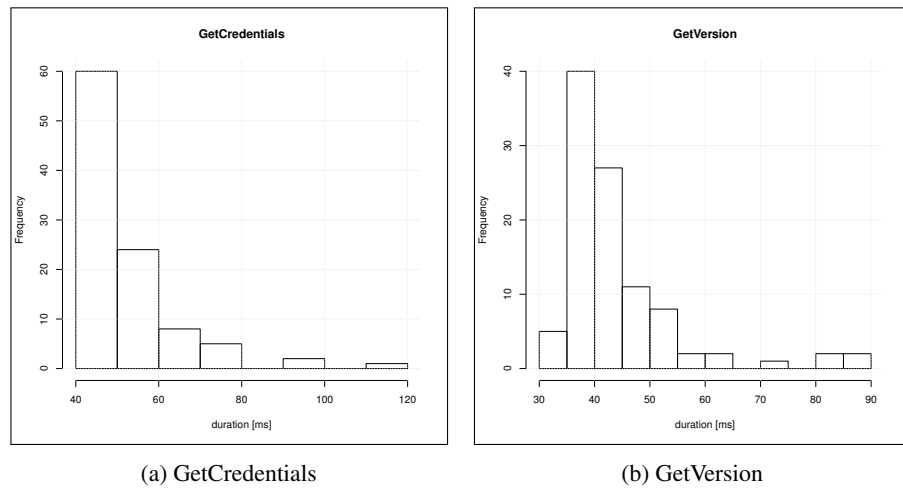 GetCredentials
Frequency
60
50
40
30
20
10
0
40 60 80 100 120
duration [ms]
(a) GetCredentials
GetVersion
Frequency
40
30
20
10
0
30 40 50 60 70 80 90
duration [ms]
(b) GetVersion